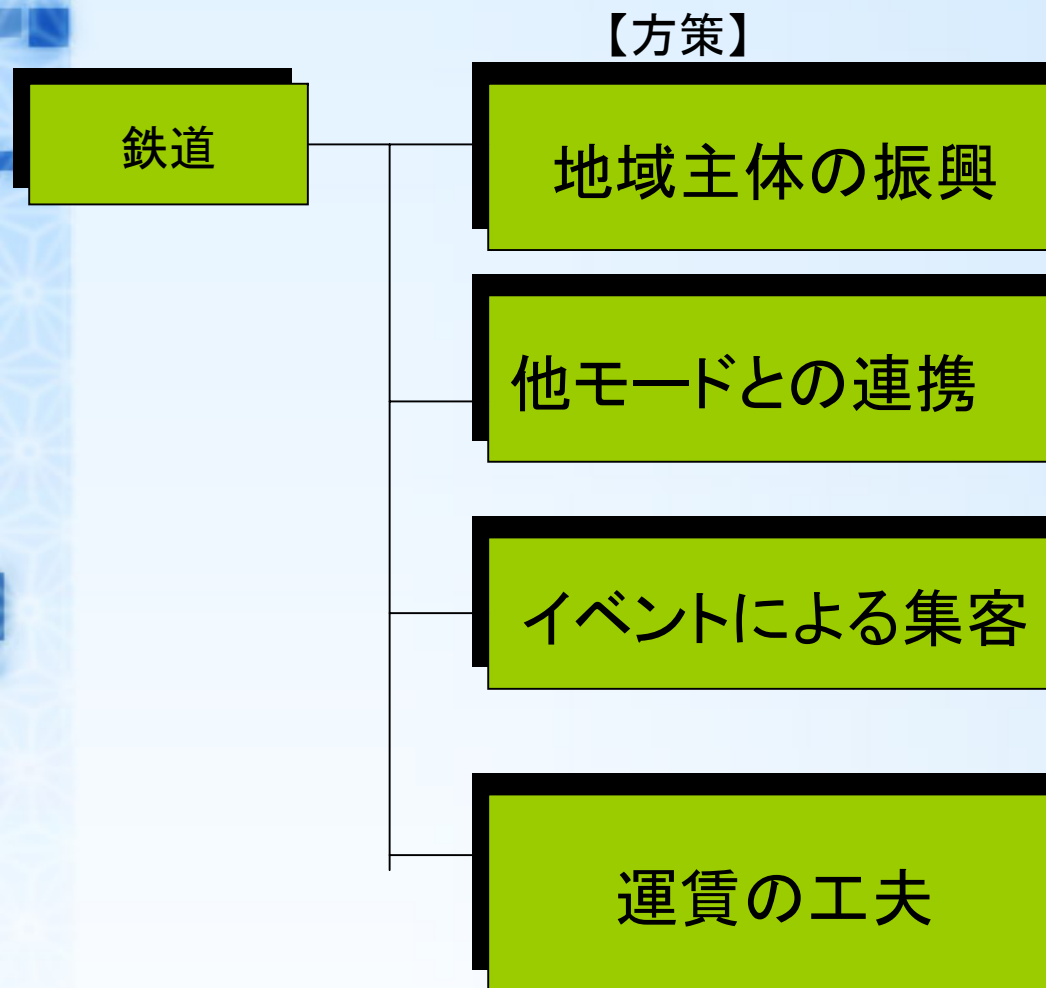 【方策】
鉄道
地域主体の振興
他モードとの連携
イベントによる集客
運賃の工夫